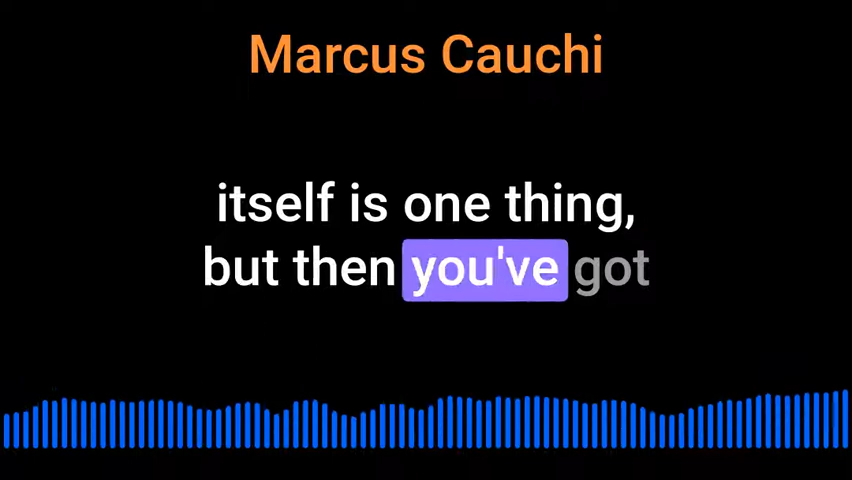 Marcus Cauchi
itself is one thing,
but then you've got